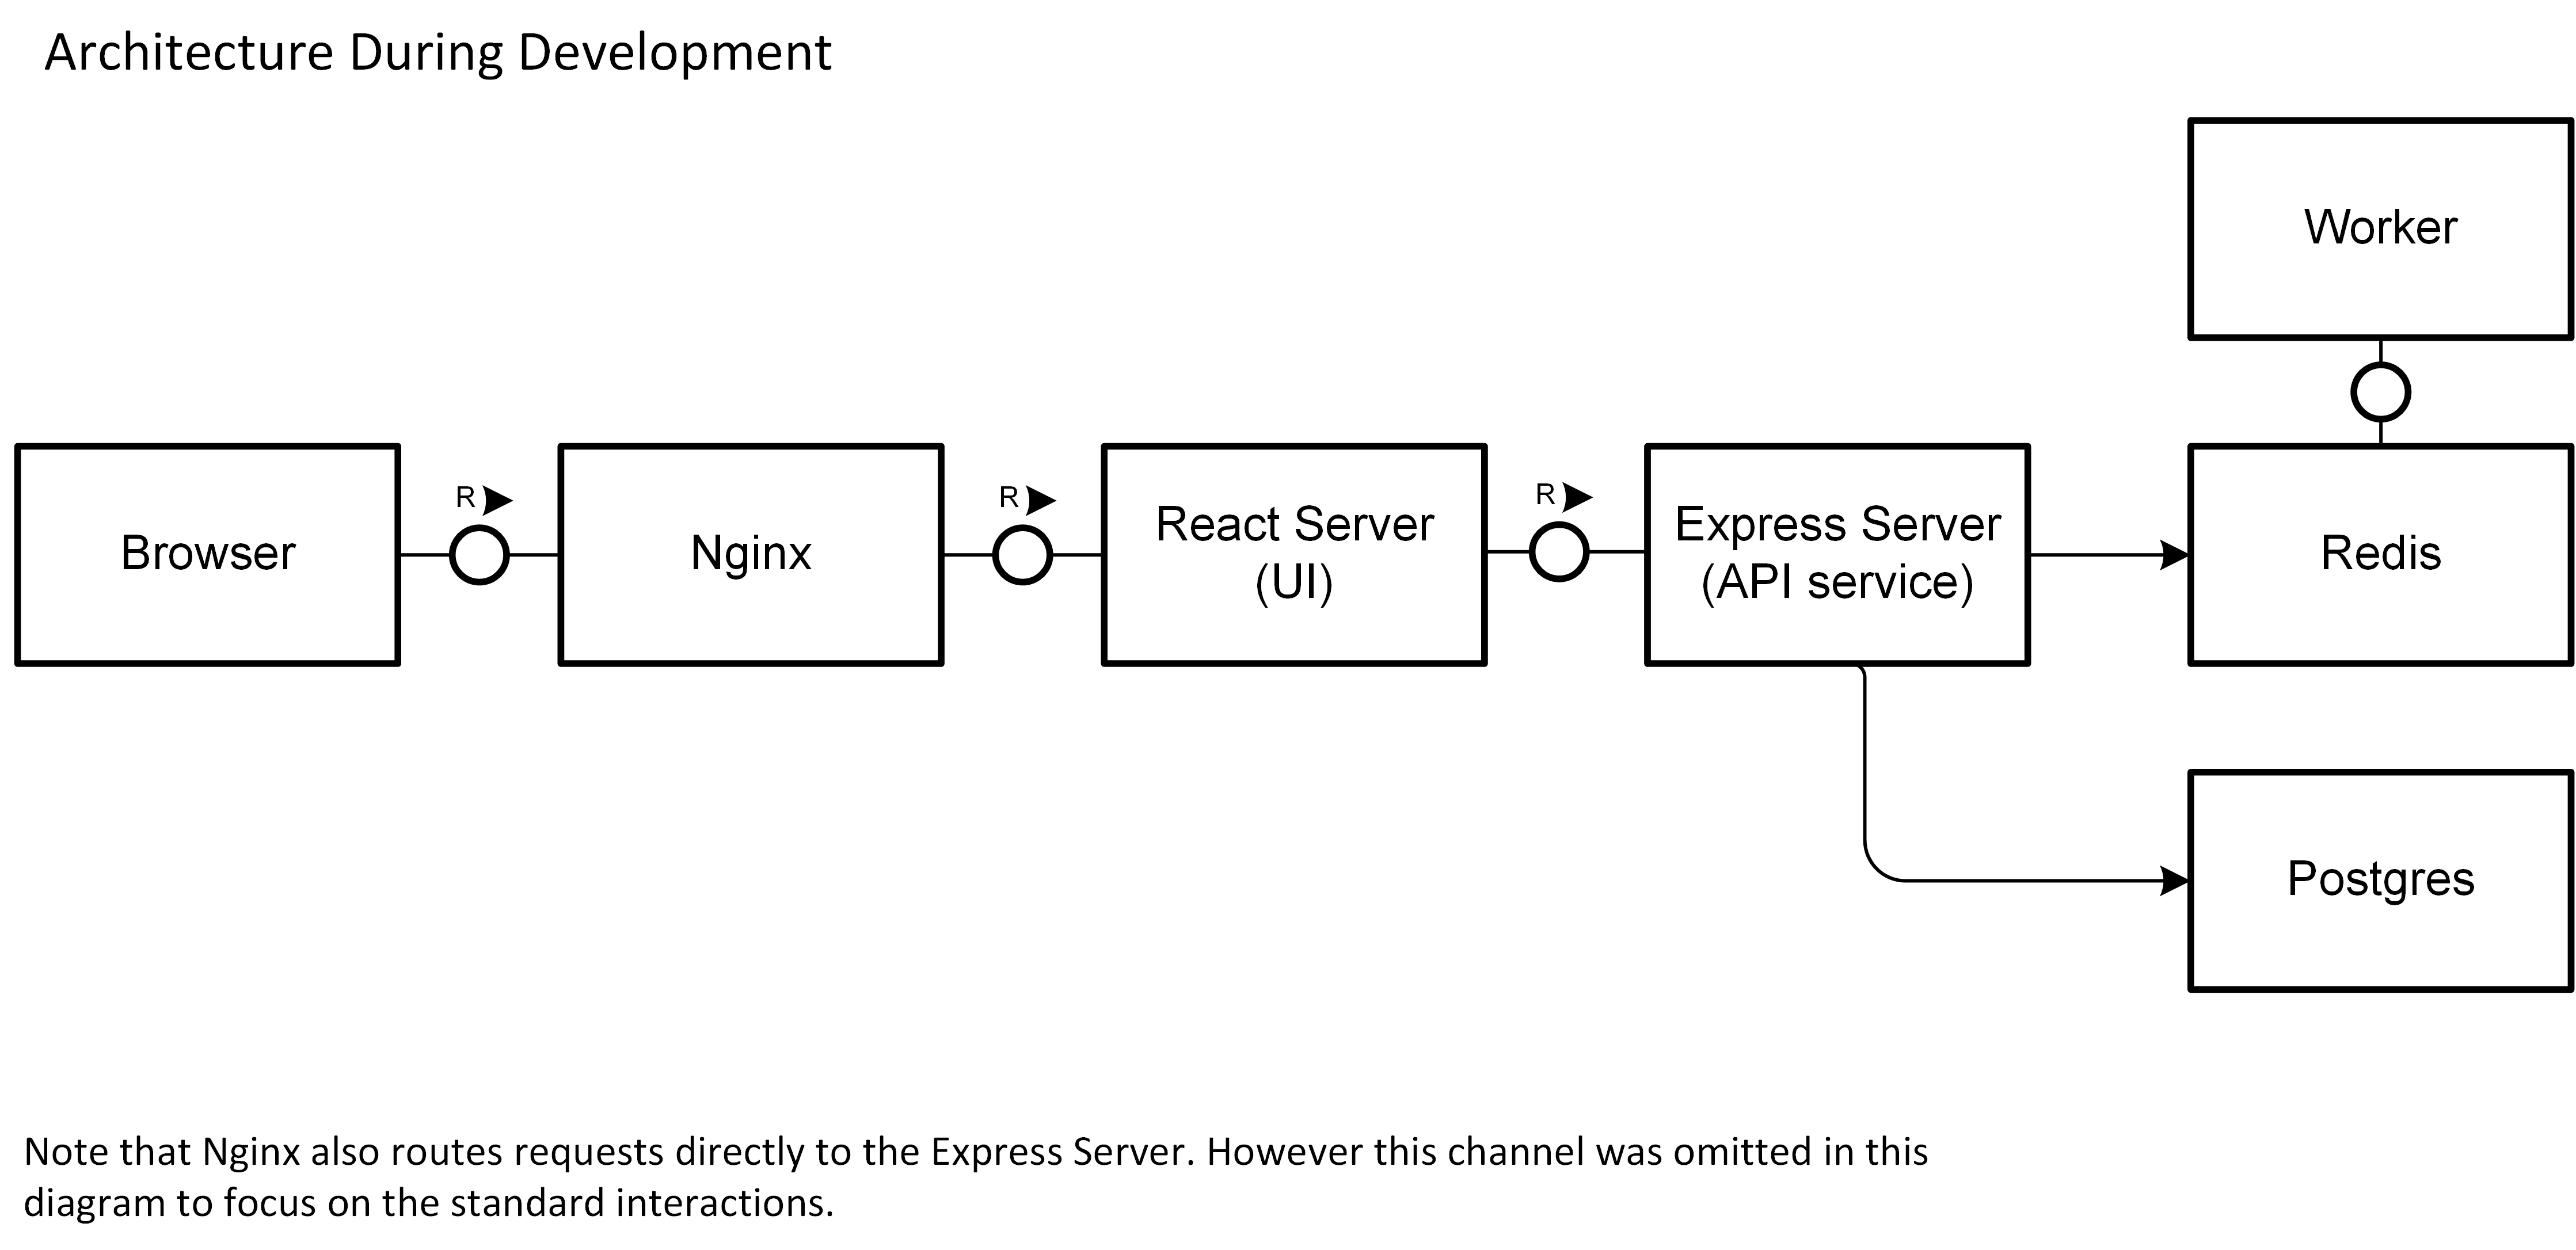 Architecture During Development
Worker
R
R
R
Browser
Nginx
React Server
(UI)
Express Server
(API service)
Redis
Postgres
Note that Nginx also routes requests directly to the Express Server. However this channel was omitted in this
diagram to focus on the standard interactions.